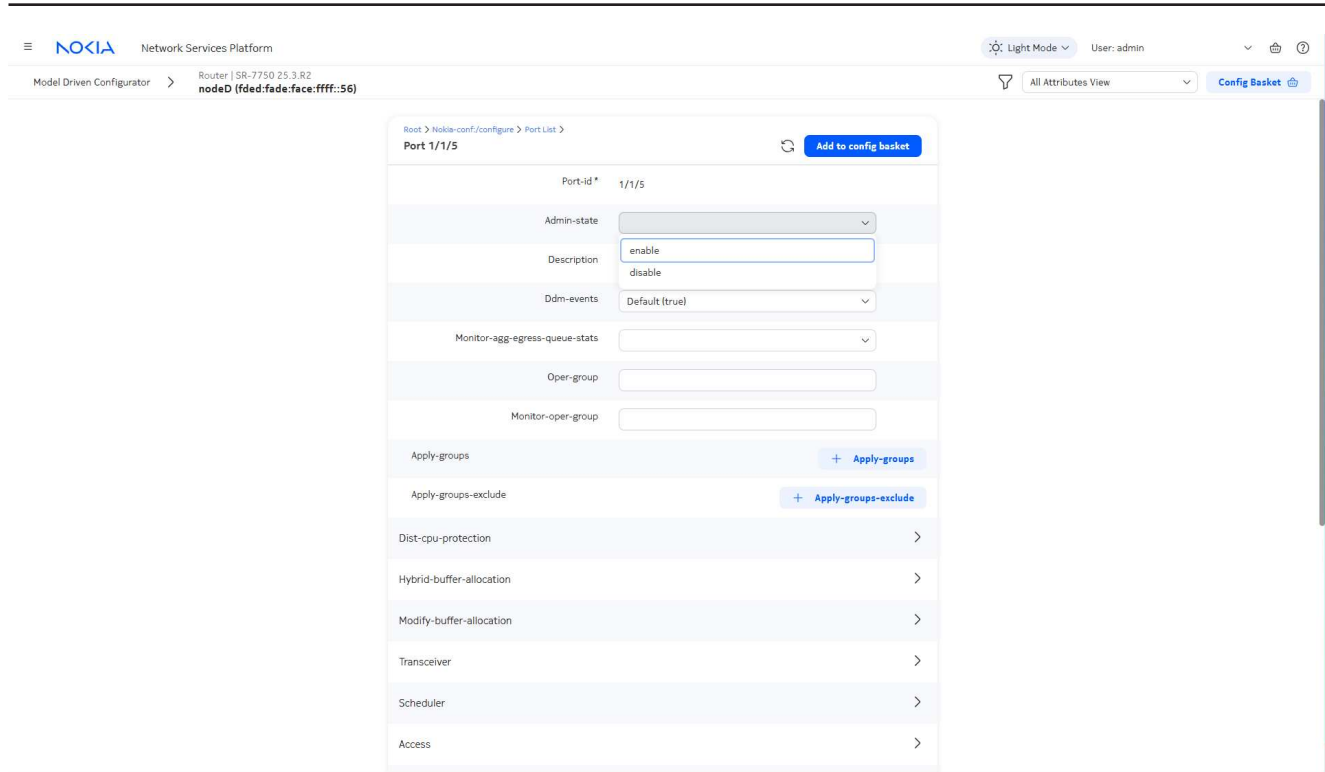 NOKIA Network Services Platform Light Mode User: admin
Model Driven Configurator Router | SR-7750 25.3.R2 All Attributes View Config Basket
nodeD (fded:fade:face:ffff::56)
Root > Nokia-conf:/configure > Port List >
Port 1/1/5 Add to config basket
Port-id * 1/1/5
Admin-state
enable
Description
disable
Ddm-events Default (true)
Monitor-agg-egress-queue-stats
Oper-group
Monitor-oper-group
Apply-groups + Apply-groups
Apply-groups-exclude + Apply-groups-exclude
Dist-cpu-protection
Hybrid-buffer-allocation
Modify-buffer-allocation
Transceiver
Scheduler
Access